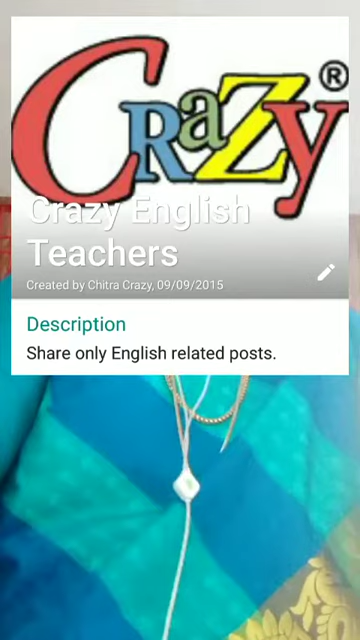 CRaZy®
Crazy English
Teachers
Created by Chitra Crazy, 09/09/2015
Description
Share only English related posts.